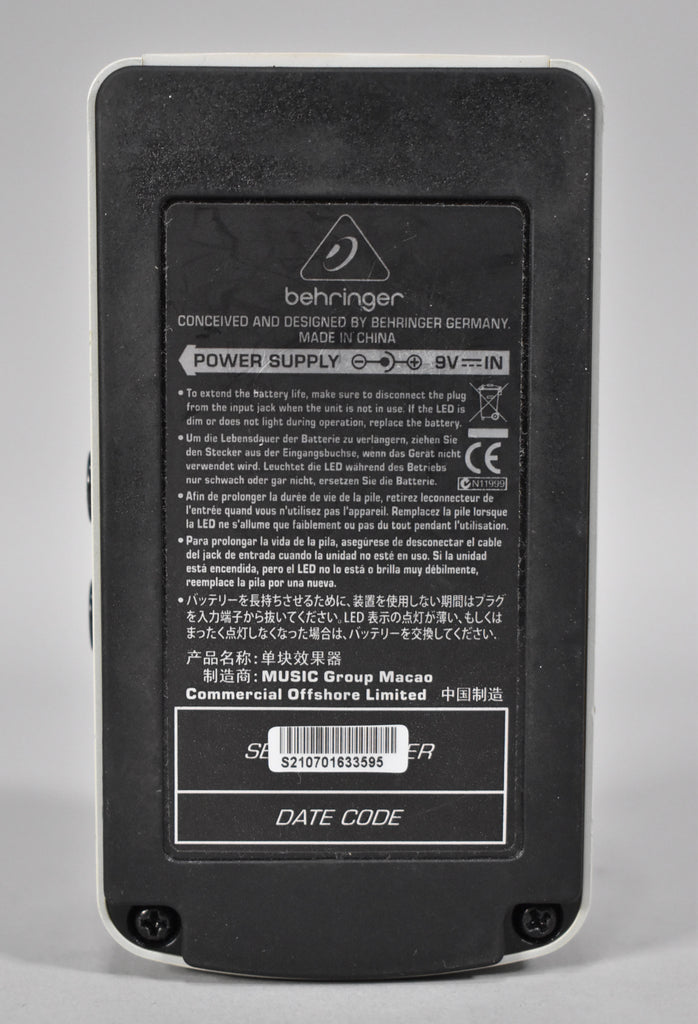 behringer
CONCEIVED AND DESIGNED BY BEHRINGER GERMANY.
MADE IN CHINA
POWER SUPPLY 9V IN
• To extend the battery life, make sure to disconnect the plug
from the input jack when the unit is not in use. If the LED is
dim or does not light during operation, replace the battery.
• Um die Lebensdauer der Batterie zu verlangern, ziehen Sie
den Stecker aus der Eingangsbuchse, wenn das Gerät nicht
verwendet wird. Leuchtet die LED während des Betriebs
nur schwach oder gar nicht, ersetzen Sie die Batterie.
CE
N11999
• Afin de prolonger la durée de vie de la pile, retirez leconnecteur de
l'entrée quand vous n'utilizez pas l'appareil. Remplacez la pile lorsque
la LED ne s'allume que faiblement ou pas du tout pendant l'utilisation.
• Para prolongar la vida de la pila, asegúrese de desconectar el cable
del jack de entrada cuando la unidad no esté en uso. Si la unidad
está encendida, pero el LED no lo está o brilla muy débilmente,
reemplace la pila por una nueva.
• バッテリーを長持ちさせるために、装置を使用しない期間はプラグ
を入力端子から抜いてください。LED 表示の点灯が薄い、もしくは
まったく点灯しなくなった場合は、バッテリーを交換してください.
产品名称: 单块效果器
制造商: MUSIC Group Macao
Commercial Offshore Limited 中国制造
S210701633595
DATE CODE